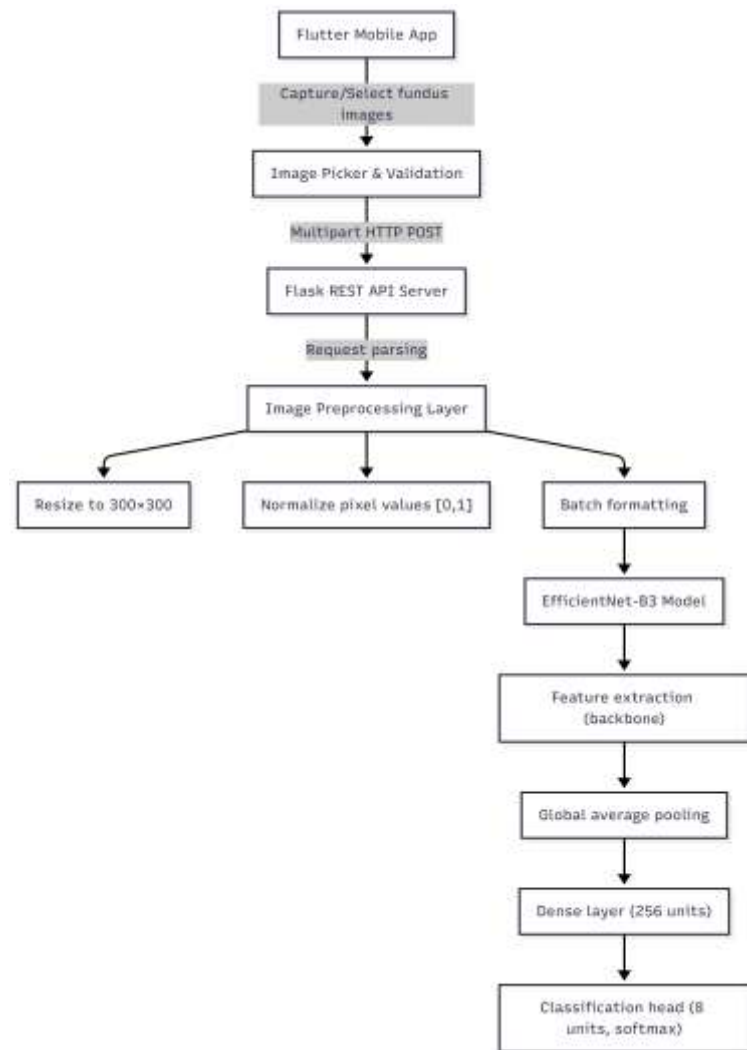 Flutter Mobile App
Capture/Select fundus
images
Image Picker & Validation
Multipart HTTP POST
Flask REST API Server
Request parsing
Image Preprocessing Layer
Resize to 300×300
Normalize pixel values [0,1]
Batch formatting
EfficientNet-B3 Model
Feature extraction
(backbone)
Global average pooling
Dense layer (256 units)
Classification head (8
units, softmax)